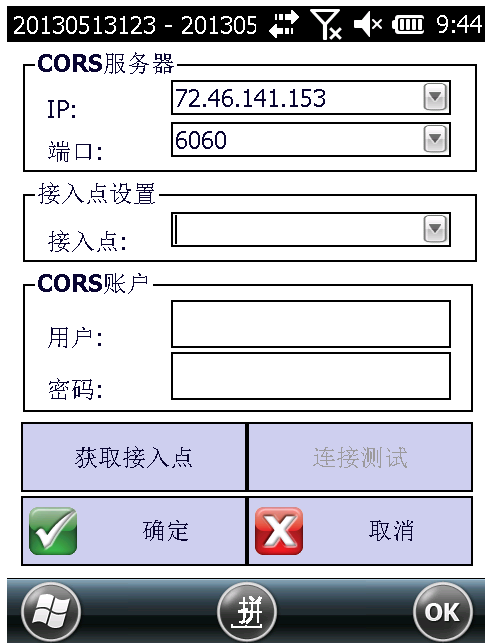 20130513123 - 201305 9:44
CORS服务器
IP: 72.46.141.153
端口: 6060
接入点设置
接入点:
CORS账户
用户:
密码:
获取接入点 连接测试
确定 取消
拼 OK